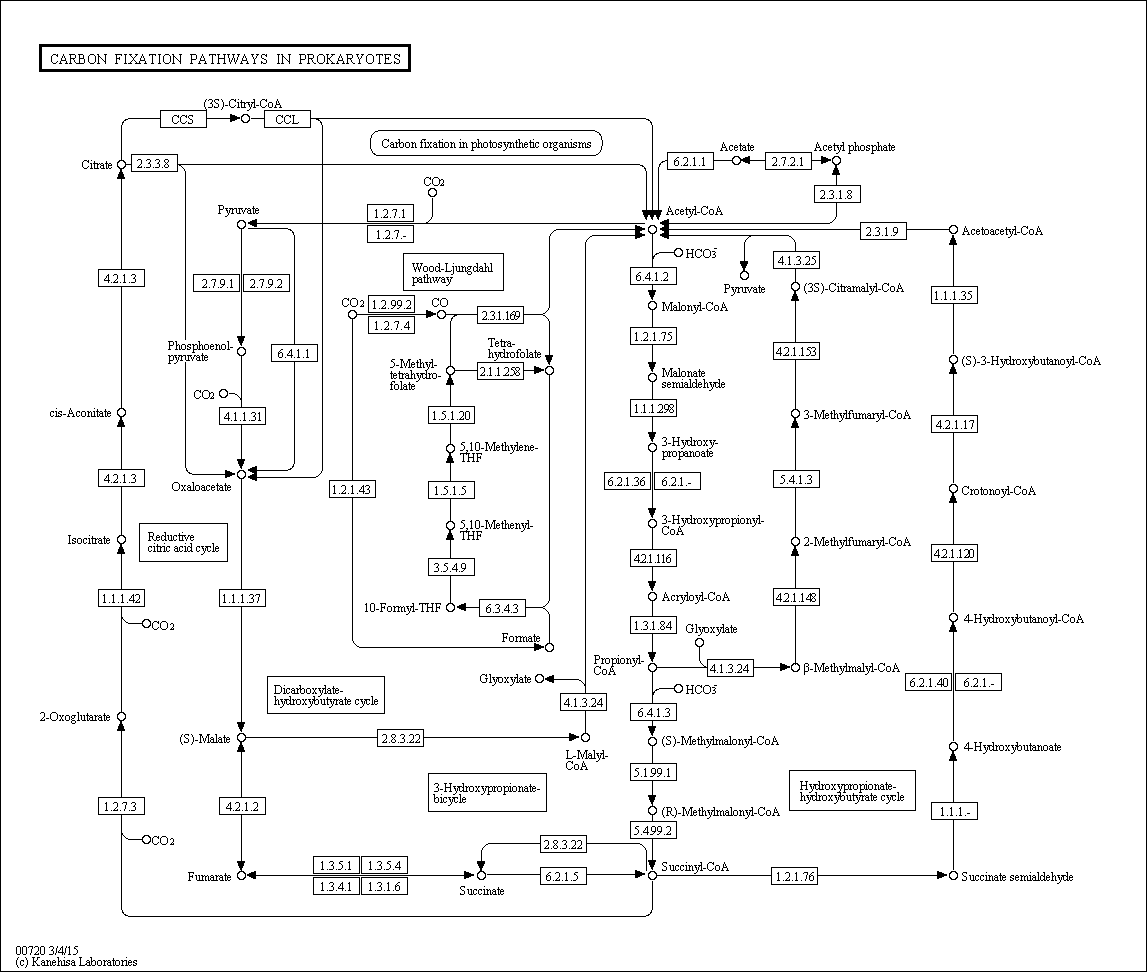 CARBON FIXATION PATHWAYS IN PROKARYOTES
(3S)-Citryl-CoA
CCS
CCL
Carbon fixation in photosynthetic organisms
Citrate
2.3.3.8
6.2.1.1
Acetate
2.7.2.1
Acetyl phosphate
2.3.1.8
CO2
Pyruvate
1.2.7.1
1.2.7.-
Acetyl-CoA
2.3.1.9
Acetoacetyl-CoA
HCO3-
4.1.3.25
Wood-Ljungdahl
pathway
4.2.1.3
2.7.9.1
2.7.9.2
6.4.1.2
Pyruvate
(3S)-Citramalyl-CoA
1.1.1.35
CO2
1.2.99.2
CO
1.2.7.4
2.3.1.169
Malonyl-CoA
1.2.1.75
Phosphoenol-
pyruvate
6.4.1.1
Tetra-
hydrofolate
4.2.1.153
5-Methyl-
tetrahydro-
folate
2.1.1.258
Malonate
semialdehyde
(S)-3-Hydroxybutanoyl-CoA
CO2
cis-Aconitate
4.1.1.31
1.5.1.20
1.1.1.298
3-Methylfumaryl-CoA
4.2.1.17
5,10-Methylene-
THF
3-Hydroxy-
propanoate
4.2.1.3
Oxaloacetate
1.2.1.43
1.5.1.5
6.2.1.36
6.2.1.-
5.4.1.3
Crotonoyl-CoA
Isocitrate
Reductive
citric acid cycle
5,10-Methenyl-
THF
3-Hydroxypropionyl-
CoA
2-Methylfumaryl-CoA
3.5.4.9
4.2.1.116
4.2.1.120
1.1.1.42
1.1.1.37
10-Formyl-THF
6.3.4.3
Acryloyl-CoA
4.2.1.148
CO2
Formate
1.3.1.84
Glyoxylate
4-Hydroxybutanoyl-CoA
Propionyl-
CoA
4.1.3.24
β-Methylmalyl-CoA
Glyoxylate
HCO3-
6.2.1.40
6.2.1.-
Dicarboxylate-
hydroxybutyrate cycle
4.1.3.24
6.4.1.3
2-Oxoglutarate
(S)-Malate
2.8.3.22
L-Malyl-
CoA
(S)-Methylmalonyl-CoA
4-Hydroxybutanoate
5.1.99.1
3-Hydroxypropionate-
bicycle
Hydroxypropionate-
hydroxybutyrate cycle
1.2.7.3
4.2.1.2
(R)-Methylmalonyl-CoA
1.1.1.-
CO2
5.4.99.2
2.8.3.22
1.3.5.1
1.3.5.4
Fumarate
1.3.4.1
1.3.1.6
Succinate
6.2.1.5
Succinyl-CoA
1.2.1.76
Succinate semialdehyde
00720 3/4/15
(c) Kanehisa Laboratories